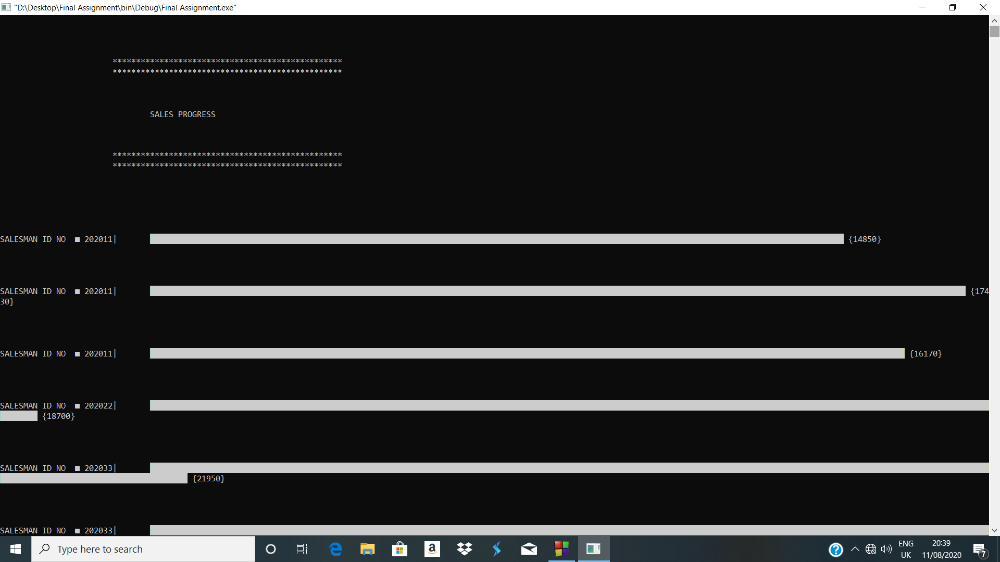 "D:\Desktop\Final Assignment\bin\Debug\Final Assignment.exe"
*************************************************
*************************************************
SALES PROGRESS
*************************************************
*************************************************
SALESMAN ID NO ■ 202011| {14850}
SALESMAN ID NO ■ 202011| {174
30}
SALESMAN ID NO ■ 202011| {16170}
SALESMAN ID NO ■ 202022|
{18700}
SALESMAN ID NO ■ 202033|
{21950}
SALESMAN ID NO ■ 202033|
Type here to search
a
?
ENG
UK
20:39
11/08/2020
7